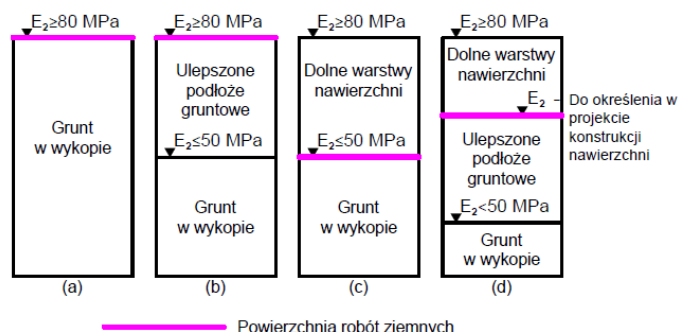 E₂≥80 MPa
Grunt
w wykopie
(a)
E₂≥80 MPa
Ulepszone
podłoże
gruntowe
E₂≤50 MPa
Grunt
w wykopie
(b)
E₂≥80 MPa
Dolne warstwy
nawierzchni
E₂≤50 MPa
Grunt
w wykopie
(c)
E₂≥80 MPa
Dolne warstwy
nawierzchni
E₂ - Do określenia w
projekcie
konstrukcji
nawierzchni
Ulepszone
podłoże
gruntowe
E₂<50 MPa
Grunt
w wykopie
(d)
Powierzchnia robót ziemnych